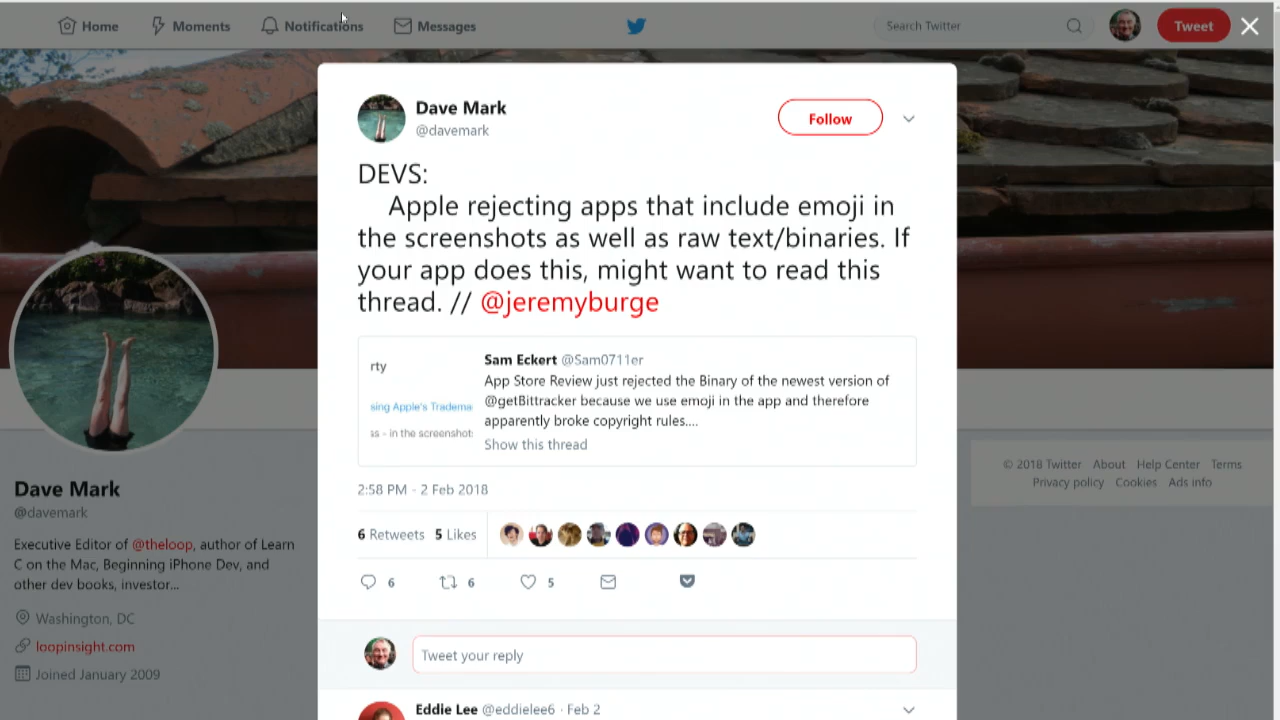 Home
Moments
Notifications
Messages
Search Twitter
Tweet
Dave Mark
@davemark
Follow
DEVS:
Apple rejecting apps that include emoji in
the screenshots as well as raw text/binaries. If
your app does this, might want to read this
thread. // @jeremyburge
rty
sing Apple's Tradema
as - in the screenshot
Sam Eckert @Sam0711er
App Store Review just rejected the Binary of the newest version of
@getBittracker because we use emoji in the app and therefore
apparently broke copyright rules....
Show this thread
2:58 PM - 2 Feb 2018
6 Retweets 5 Likes
6
6
5
Tweet your reply
Eddie Lee @eddielee6 · Feb 2
Dave Mark
@davemark
Executive Editor of @theloop, author of Learn
C on the Mac, Beginning iPhone Dev, and
other dev books, investor...
Washington, DC
loopinsight.com
Joined January 2009
© 2018 Twitter About Help Center Terms
Privacy policy Cookies Ads info